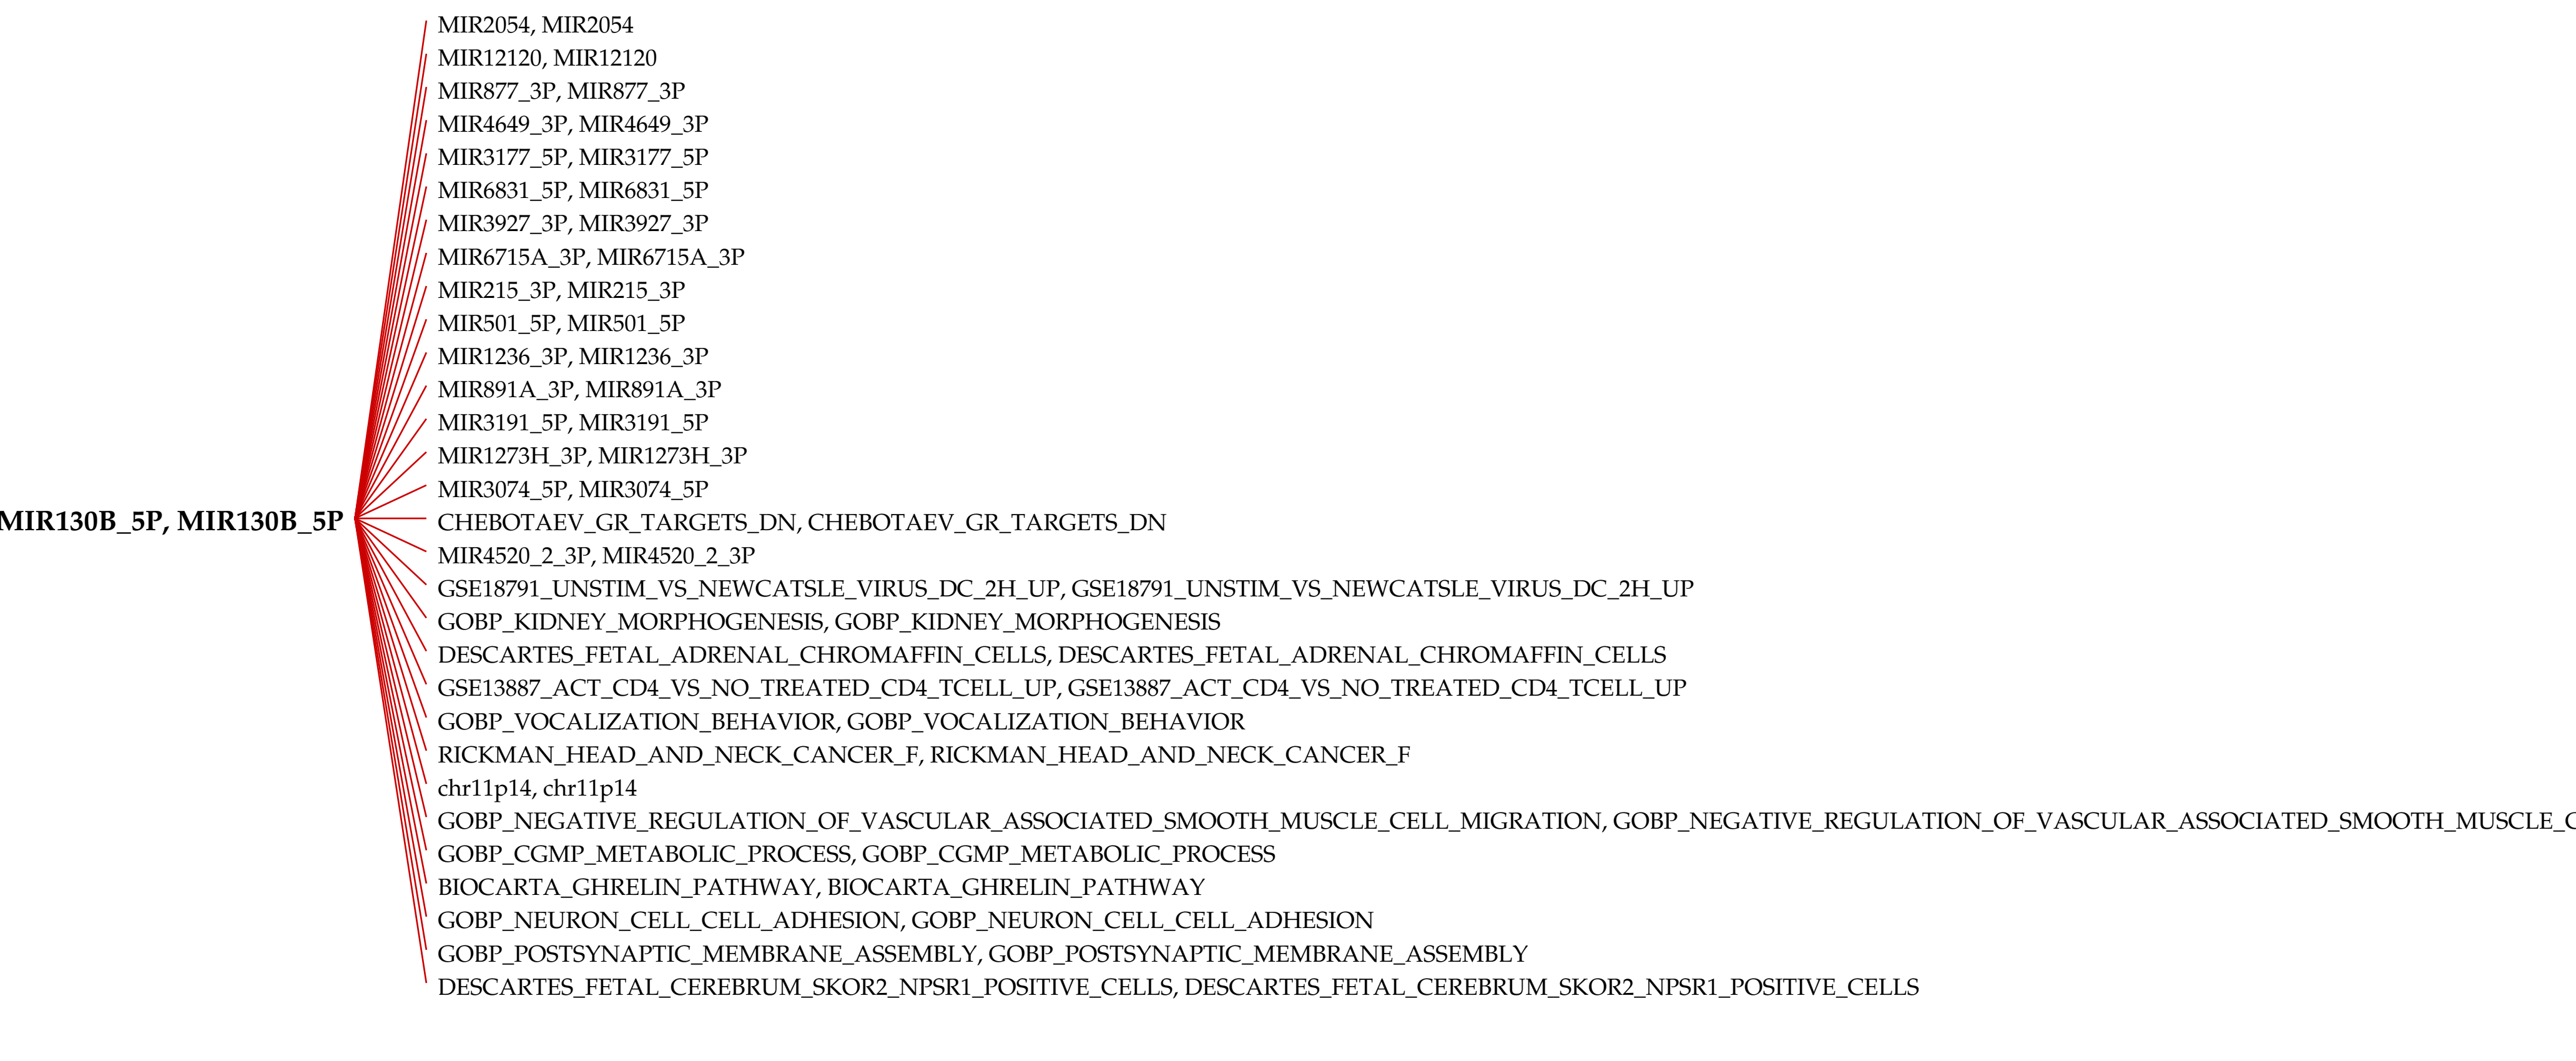 MIR2054, MIR2054
MIR12120, MIR12120
MIR877_3P, MIR877_3P
MIR4649_3P, MIR4649_3P
MIR3177_5P, MIR3177_5P
MIR6831_5P, MIR6831_5P
MIR3927_3P, MIR3927_3P
MIR6715A_3P, MIR6715A_3P
MIR215_3P, MIR215_3P
MIR501_5P, MIR501_5P
MIR1236_3P, MIR1236_3P
MIR891A_3P, MIR891A_3P
MIR3191_5P, MIR3191_5P
MIR1273H_3P, MIR1273H_3P
MIR3074_5P, MIR3074_5P
MIR130B_5P, MIR130B_5P
CHEBOTAEV_GR_TARGETS_DN, CHEBOTAEV_GR_TARGETS_DN
MIR4520_2_3P, MIR4520_2_3P
GSE18791_UNSTIM_VS_NEWCATSLE_VIRUS_DC_2H_UP, GSE18791_UNSTIM_VS_NEWCATSLE_VIRUS_DC_2H_UP
GOBP_KIDNEY_MORPHOGENESIS, GOBP_KIDNEY_MORPHOGENESIS
DESCARTES_FETAL_ADRENAL_CHROMAFFIN_CELLS, DESCARTES_FETAL_ADRENAL_CHROMAFFIN_CELLS
GSE13887_ACT_CD4_VS_NO_TREATED_CD4_TCELL_UP, GSE13887_ACT_CD4_VS_NO_TREATED_CD4_TCELL_UP
GOBP_VOCALIZATION_BEHAVIOR, GOBP_VOCALIZATION_BEHAVIOR
RICKMAN_HEAD_AND_NECK_CANCER_F, RICKMAN_HEAD_AND_NECK_CANCER_F
chr11p14, chr11p14
GOBP_NEGATIVE_REGULATION_OF_VASCULAR_ASSOCIATED_SMOOTH_MUSCLE_CELL_MIGRATION, GOBP_NEGATIVE_REGULATION_OF_VASCULAR_ASSOCIATED_SMOOTH_MUSCLE_C
GOBP_CGMP_METABOLIC_PROCESS, GOBP_CGMP_METABOLIC_PROCESS
BIOCARTA_GHRELIN_PATHWAY, BIOCARTA_GHRELIN_PATHWAY
GOBP_NEURON_CELL_CELL_ADHESION, GOBP_NEURON_CELL_CELL_ADHESION
GOBP_POSTSYNAPTIC_MEMBRANE_ASSEMBLY, GOBP_POSTSYNAPTIC_MEMBRANE_ASSEMBLY
DESCARTES_FETAL_CEREBRUM_SKOR2_NPSR1_POSITIVE_CELLS, DESCARTES_FETAL_CEREBRUM_SKOR2_NPSR1_POSITIVE_CELLS